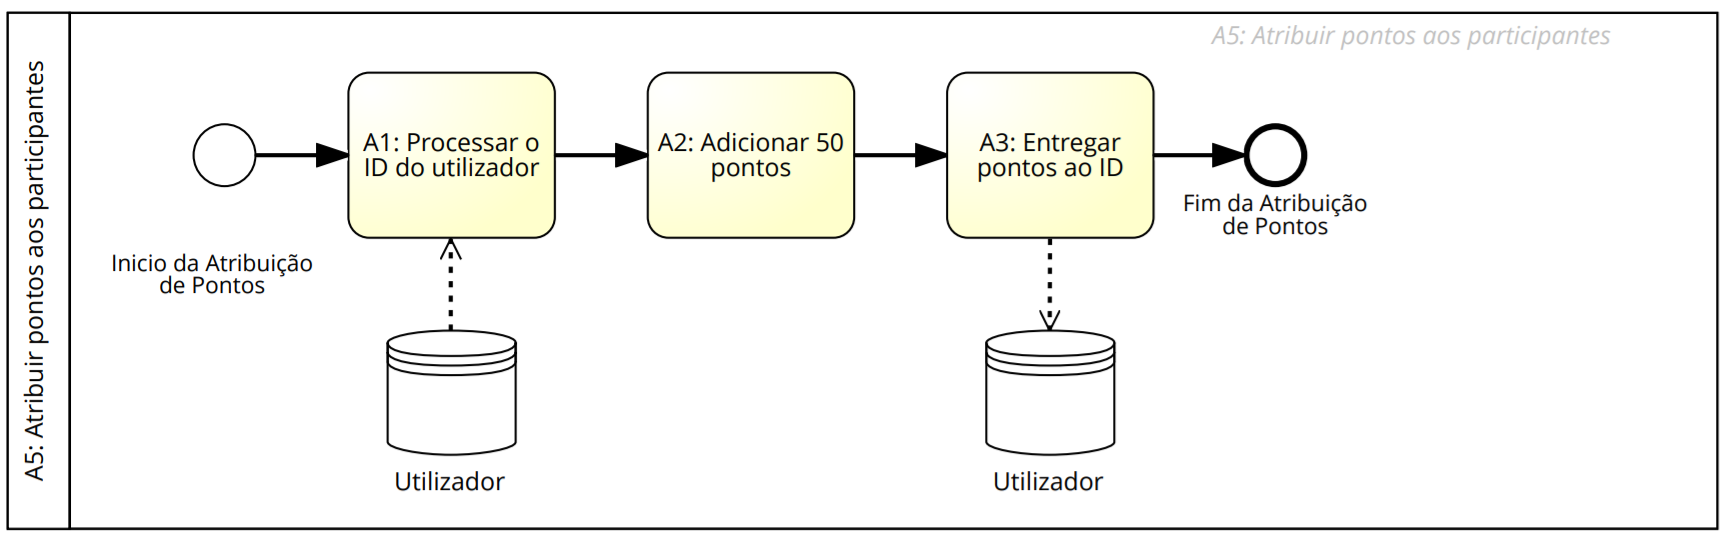 A5: Atribuir pontos aos participantes
A5: Atribuir pontos aos participantes
A1: Processar o
ID do utilizador
A2: Adicionar 50
pontos
A3: Entregar
pontos ao ID
Fim da Atribuição
de Pontos
Inicio da Atribuição
de Pontos
Utilizador
Utilizador